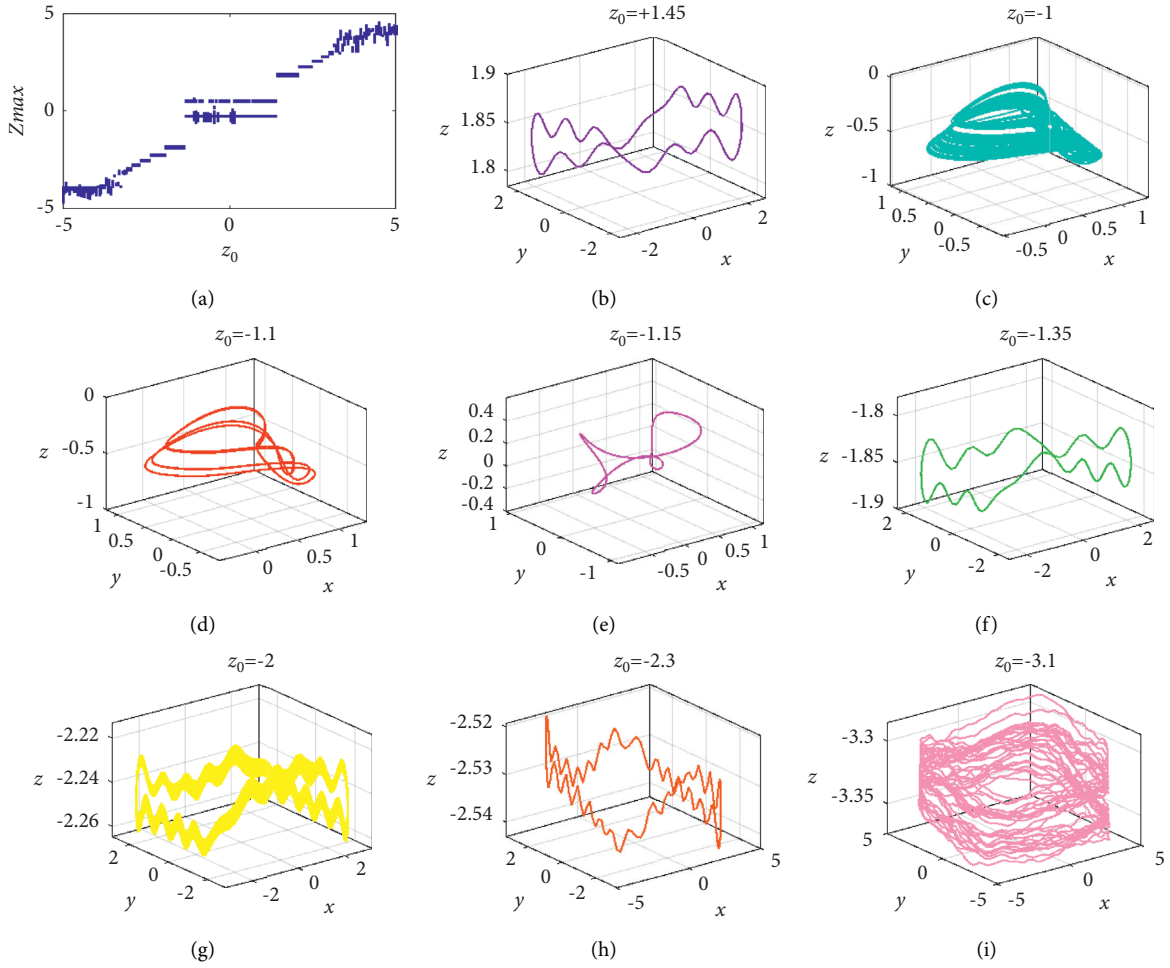 5
0
-5
Zmax
-5
0
5
z0
(a)
z0=+1.45
1.9
1.85
1.8
z
2
0
-2
y
-2
0
2
x
(b)
z0=-1
0
-0.5
-1
z
1
0.5
0
-0.5
y
-0.5
0
0.5
1
x
(c)
z0=-1.1
0
-0.5
-1
z
1
0.5
0
-0.5
y
0
0.5
1
x
(d)
z0=-1.15
0.4
0.2
0
-0.2
-0.4
z
1
0
-1
y
-0.5
0
0.5
1
x
(e)
z0=-1.35
-1.8
-1.85
-1.9
z
2
0
-2
y
-2
0
2
x
(f)
z0=-2
-2.22
-2.24
-2.26
z
2
0
-2
y
-2
0
2
x
(g)
z0=-2.3
-2.52
-2.53
-2.54
z
2
0
-2
y
-5
0
5
x
(h)
z0=-3.1
-3.3
-3.35
z
5
0
-5
y
-5
0
5
x
(i)